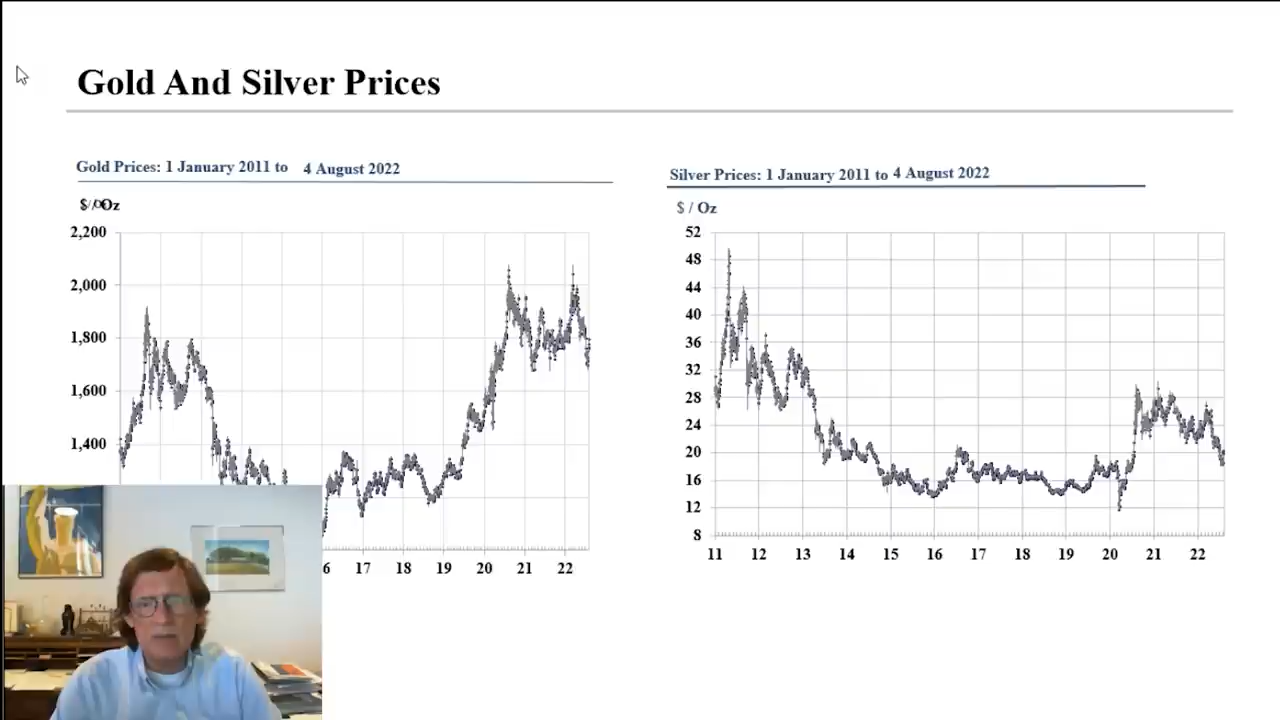 Gold And Silver Prices
Gold Prices: 1 January 2011 to 4 August 2022
$/Oz
2,200
2,000
1,800
1,600
1,400
6 17 18 19 20 21 22
Silver Prices: 1 January 2011 to 4 August 2022
$ / Oz
52
48
44
40
36
32
28
24
20
16
12
8
11 12 13 14 15 16 17 18 19 20 21 22